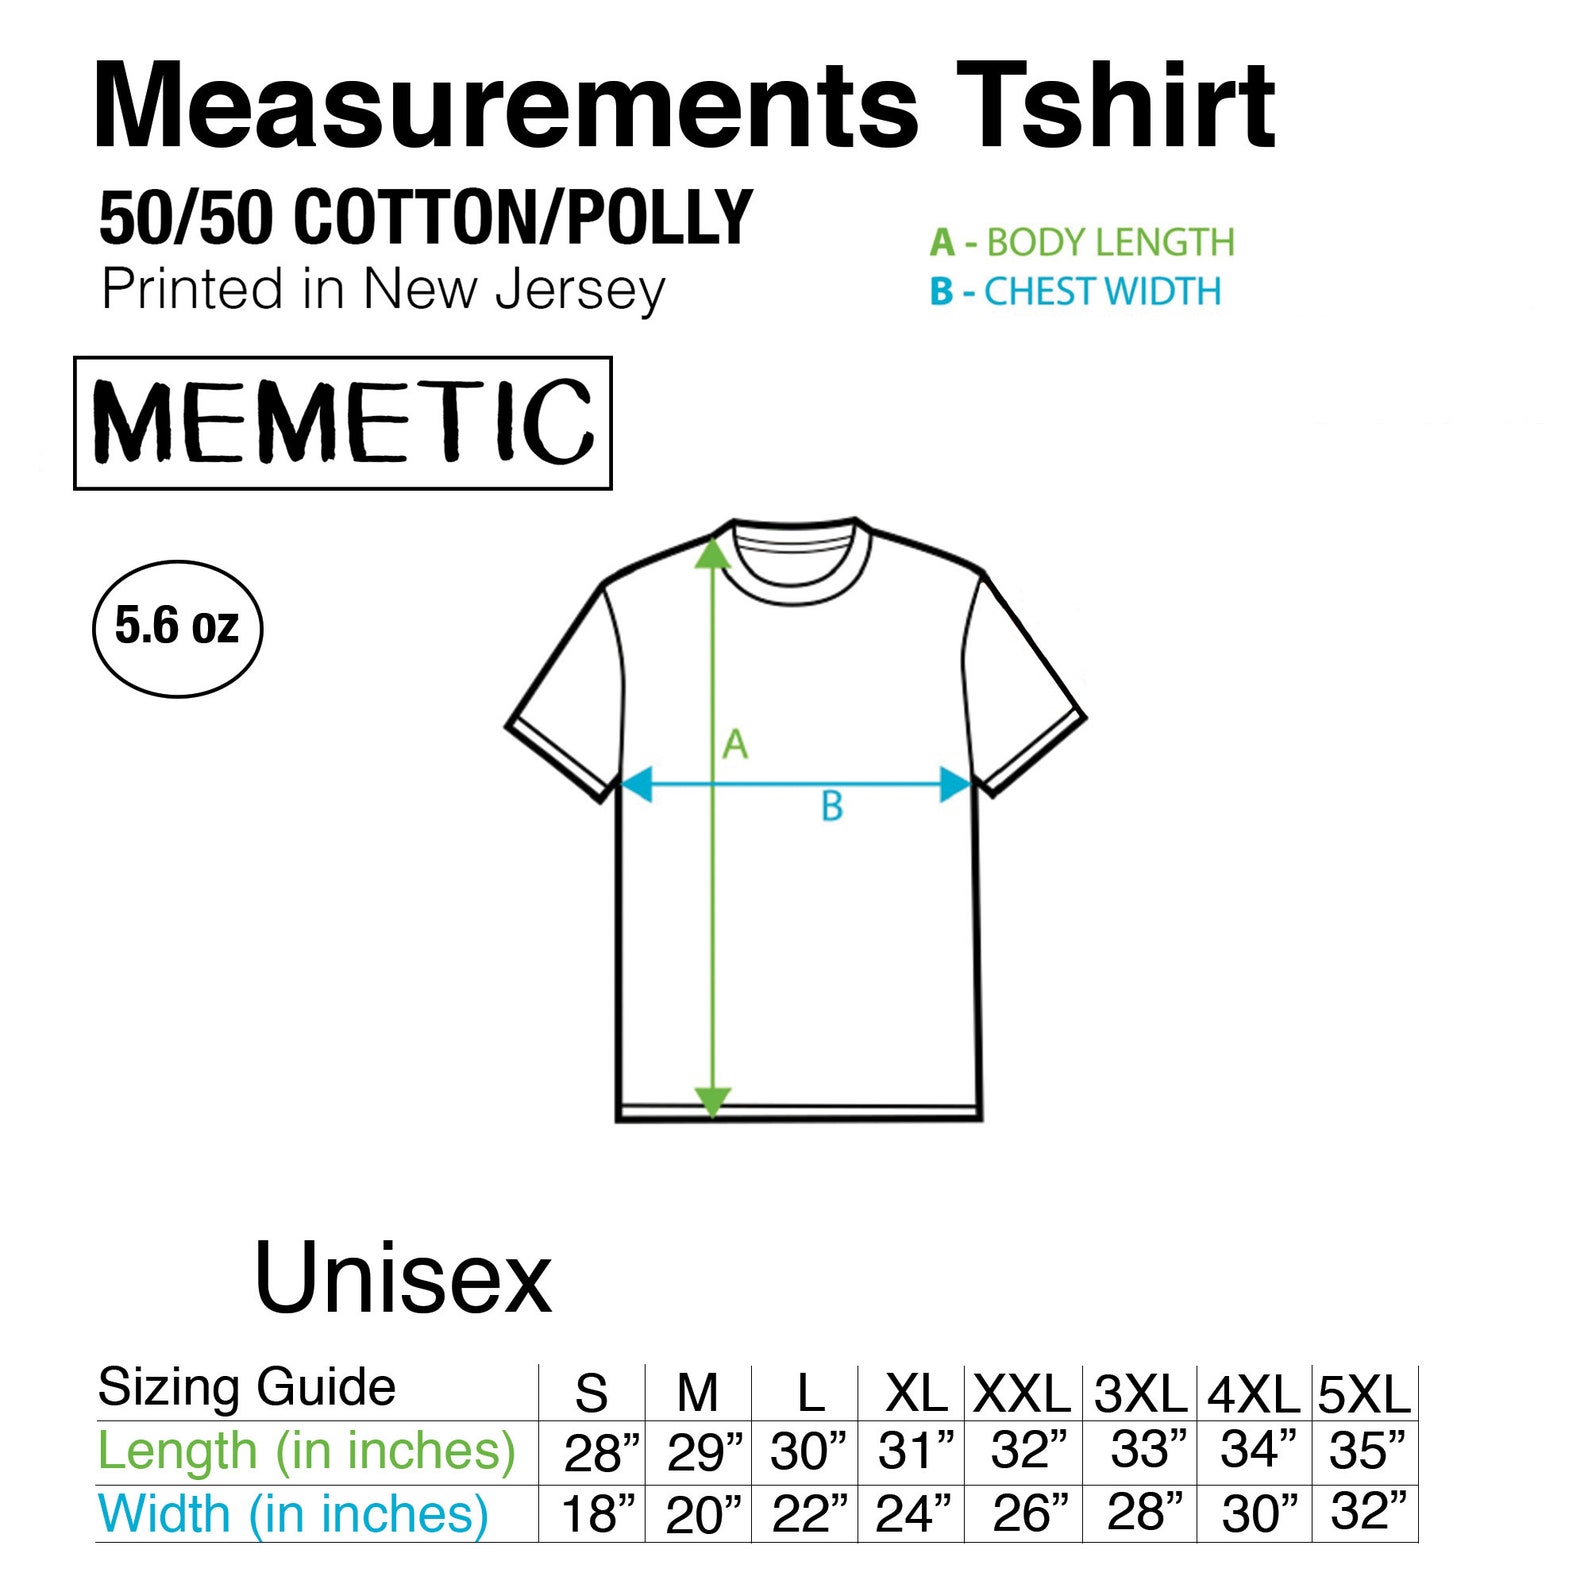 Measurements Tshirt
50/50 COTTON/POLLY
Printed in New Jersey
A - BODY LENGTH
B - CHEST WIDTH
MEMETIC
5.6 oz
A
B
Unisex
Sizing Guide S M L XL XXL 3XL 4XL 5XL
Length (in inches) 28” 29” 30” 31” 32” 33” 34” 35”
Width (in inches) 18” 20” 22” 24” 26” 28” 30” 32”